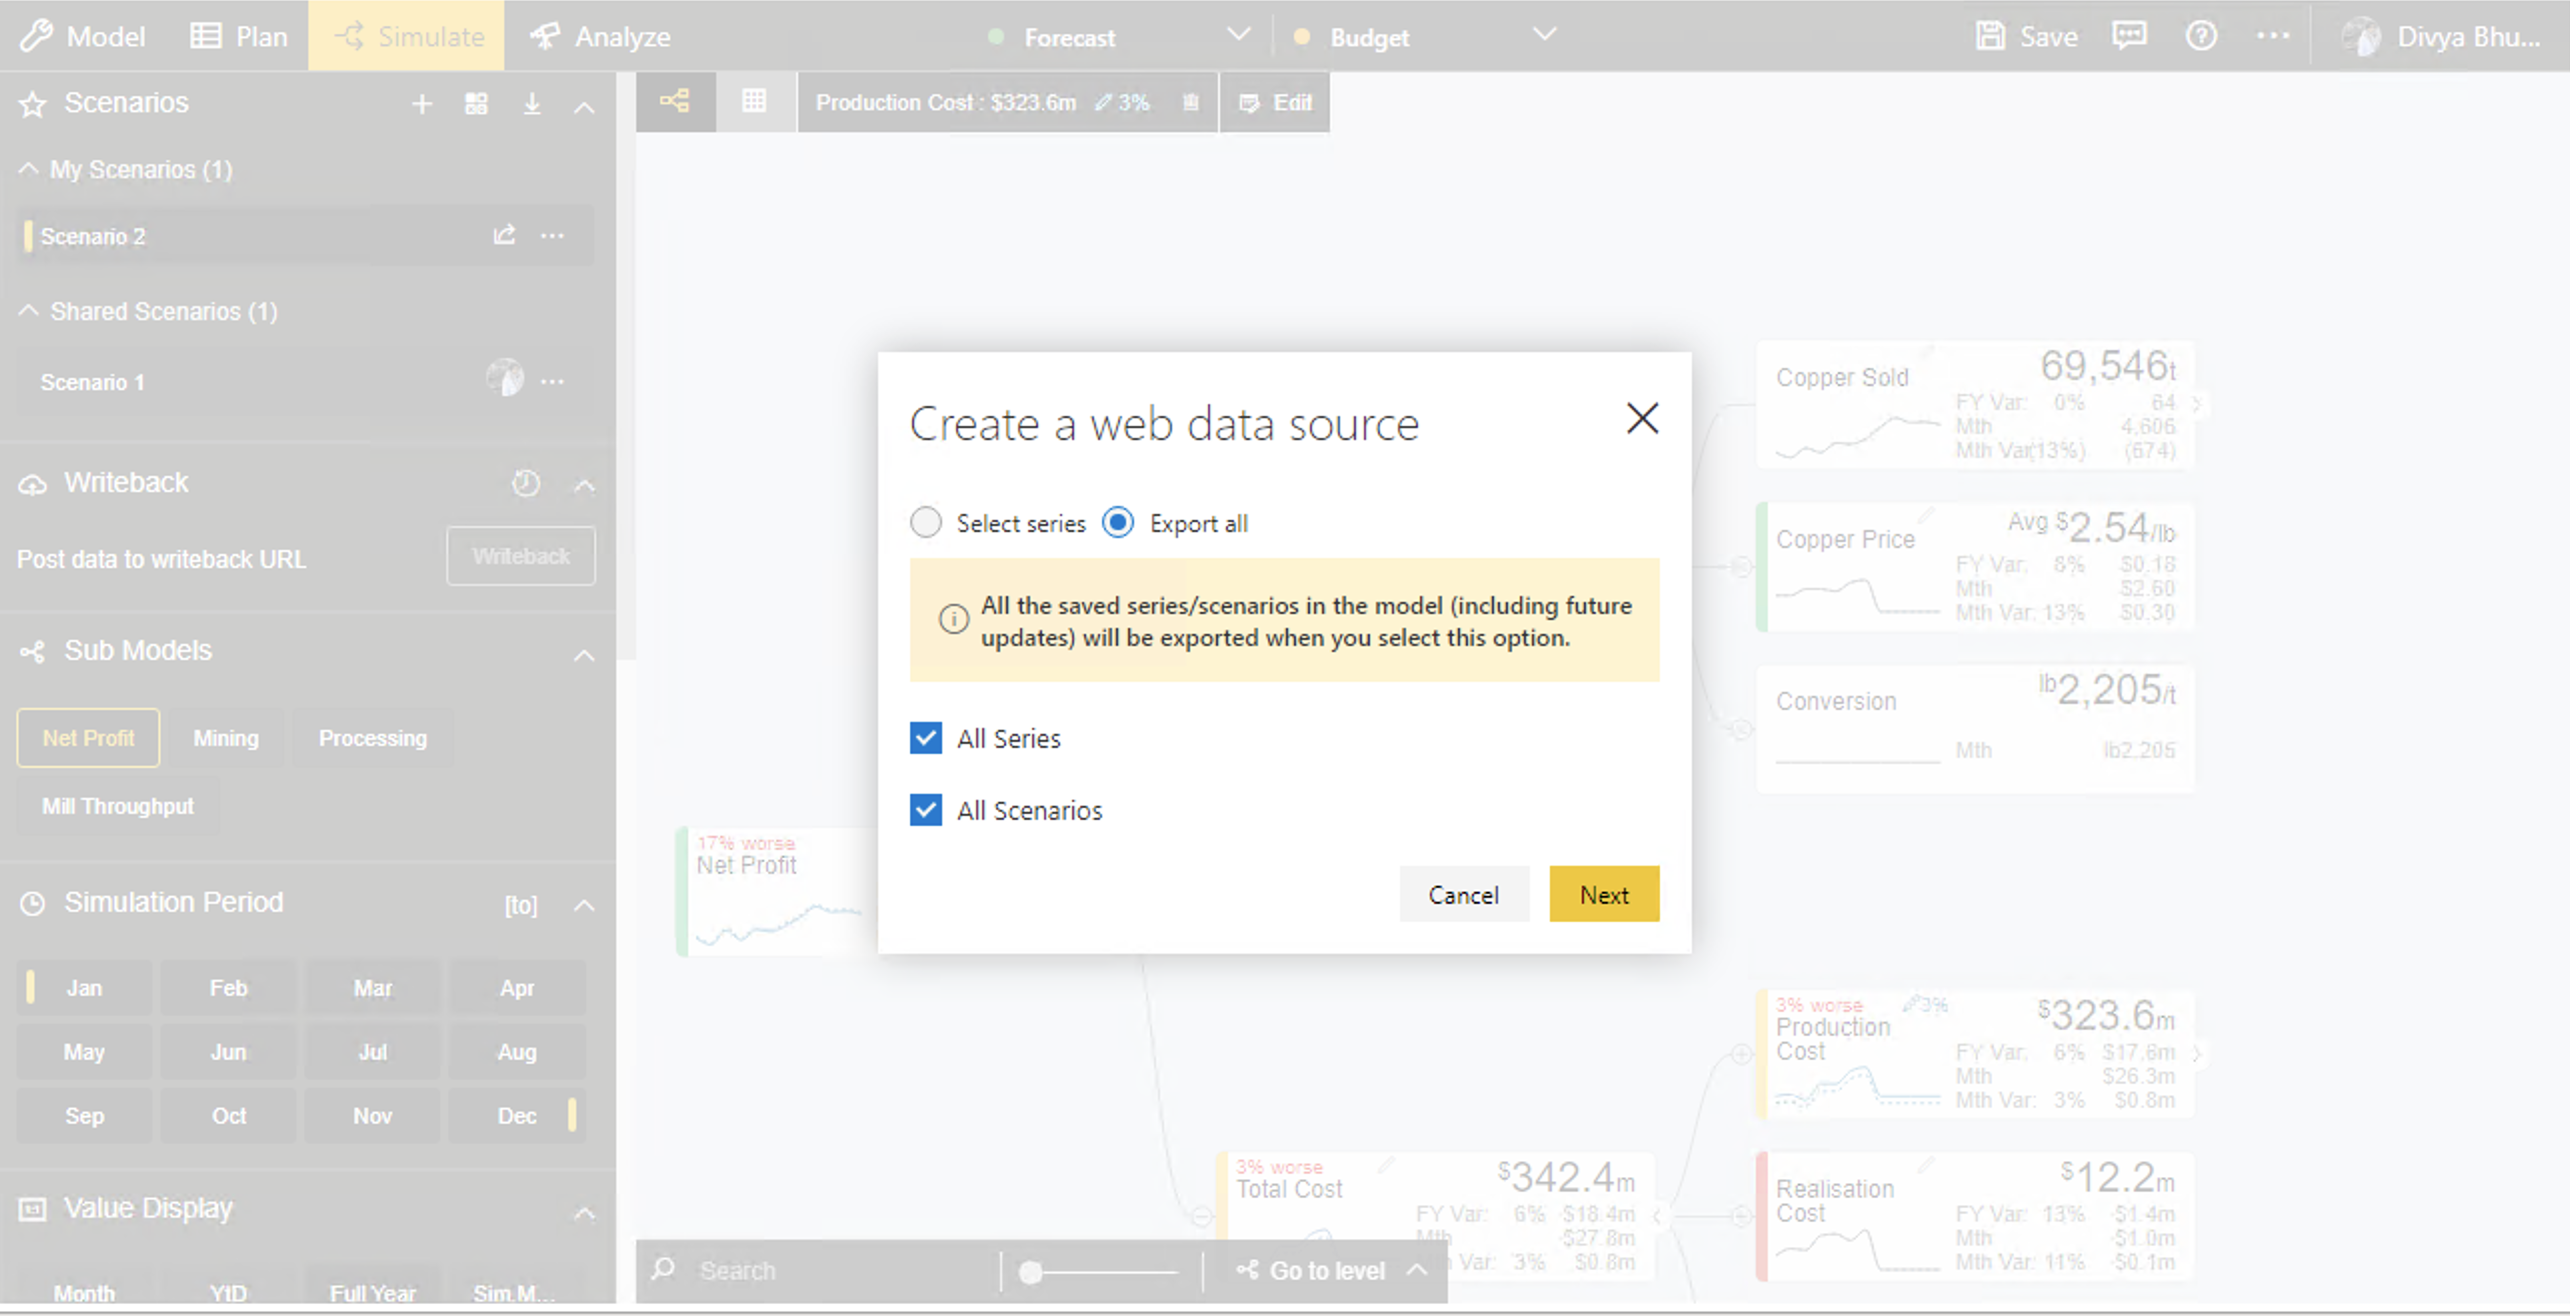 Model
Plan
Simulate
Analyze
Forecast
Budget
Save
Divya Bhu...
Scenarios
My Scenarios (1)
Scenario 2
Shared Scenarios (1)
Scenario 1
Writeback
Post data to writeback URL
Writeback
Sub Models
Net Profit
Mining
Processing
Mill Throughput
Simulation Period
[to]
Jan
Feb
Mar
Apr
May
Jun
Jul
Aug
Sep
Oct
Nov
Dec
Value Display
Month
YtD
Full Year
Sim.M...
Production Cost : $323.6m
3%
Edit
Create a web data source
Select series
Export all
All the saved series/scenarios in the model (including future
updates) will be exported when you select this option.
All Series
All Scenarios
Cancel
Next
17% worse
Net Profit
Copper Sold
69,546t
FY Var: 0% 64
Mth 4,606
Mth Var(13%) (674)
Copper Price
Avg $2.54/lb
FY Var: 8% $0.18
Mth $2.60
Mth Var: 13% $0.30
Conversion
lb2,205/t
Mth lb2.205
3% worse
3%
Production
Cost
$323.6m
FY Var: 6% $17.6m
Mth $26.3m
Mth Var: 3% $0.8m
3% worse
Total Cost
$342.4m
FY Var: 6% $18.4m
Mth $27.8m
Var: 3% $0.8m
Realisation
Cost
$12.2m
FY Var: 13% $1.4m
Mth $1.0m
Mth Var: 11% $0.1m
Search
Go to level